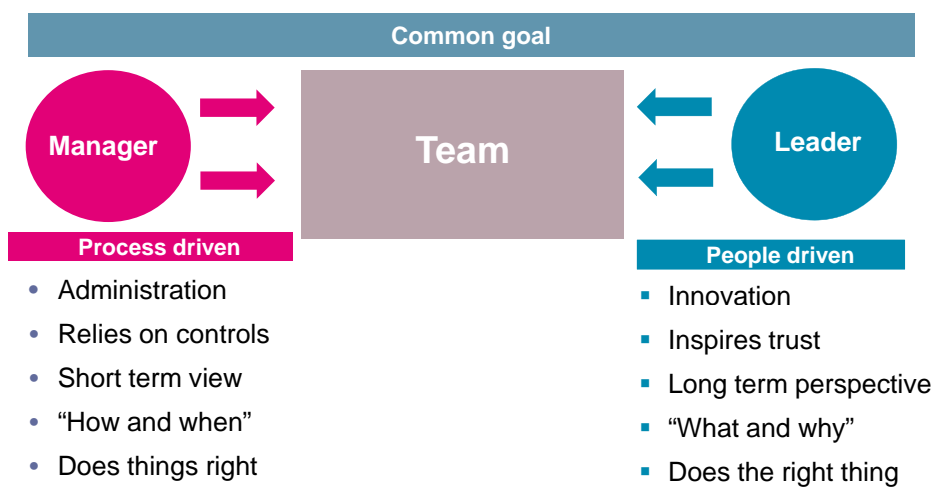 Common goal
Manager
Team
Leader
Process driven
• Administration
• Relies on controls
• Short term view
• “How and when”
• Does things right
People driven
▪ Innovation
▪ Inspires trust
▪ Long term perspective
▪ “What and why”
▪ Does the right thing